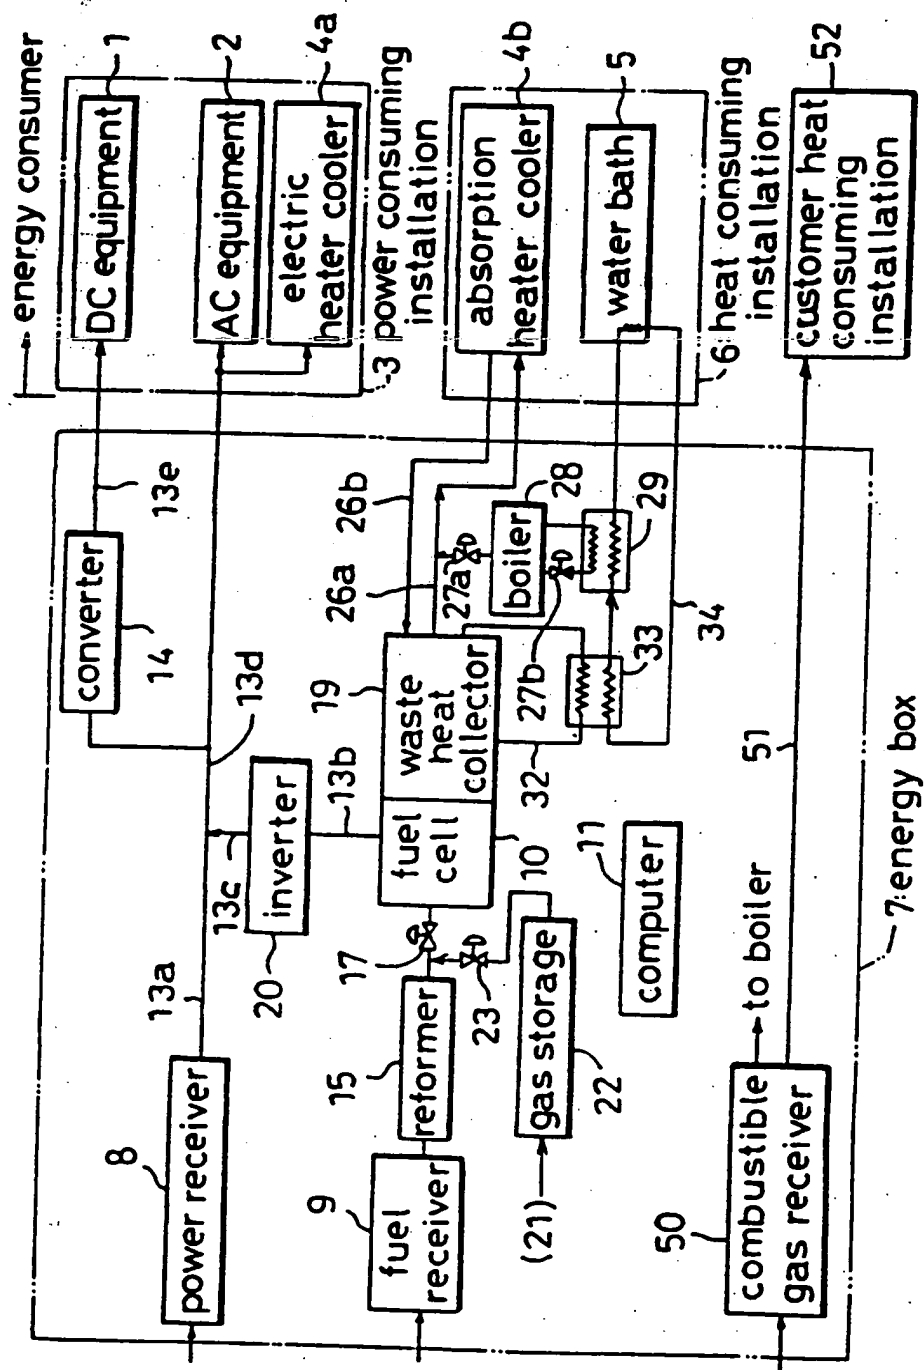 energy consumer
DC equipment
1
AC equipment
2
electric
heater cooler
4a
3 power consuming
installation
absorption
heater cooler
4b
water bath
5
6 heat consuming
installation
customer heat
consuming
installation
52
converter
14
13e
13d
13a
13c
inverter
20
13b
power receiver
8
fuel
receiver
9
reformer
15
17
23
gas storage
22
(21)
fuel
cell
10
waste
heat
collector
19
26a
26b
27a
boiler
28
27b
29
33
32
34
computer
11
combustible
gas receiver
50
to boiler
51
7: energy box